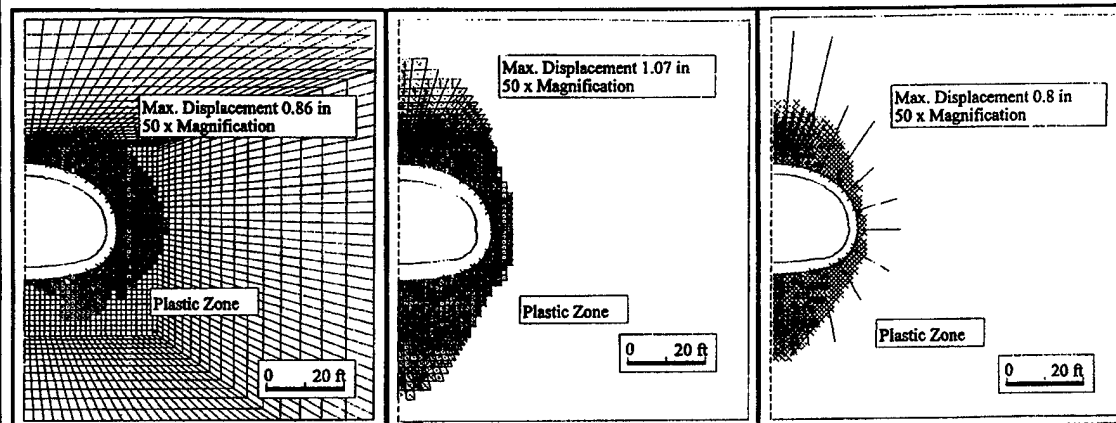 Max. Displacement 0.86 in
50 x Magnification
Plastic Zone
0 20 ft
Max. Displacement 1.07 in
50 x Magnification
Plastic Zone
0 20 ft
Max. Displacement 0.8 in
50 x Magnification
Plastic Zone
0 20 ft